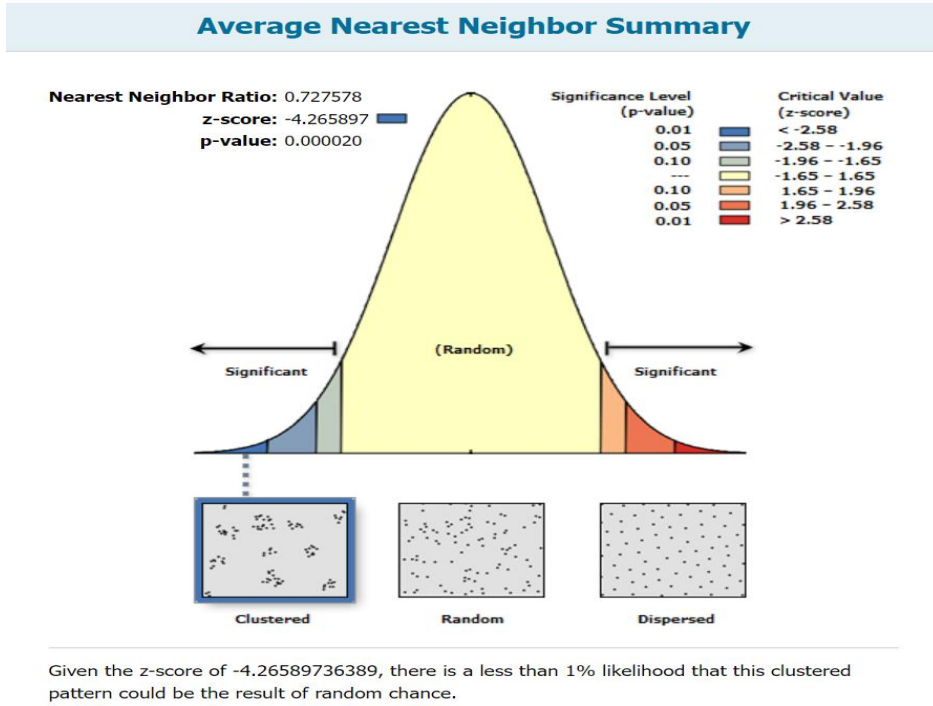 Average Nearest Neighbor Summary
Nearest Neighbor Ratio: 0.727578
z-score: -4.265897
p-value: 0.000020
Significance Level (p-value)
Critical Value (z-score)
0.01 < -2.58
0.05 -2.58 – -1.96
0.10 -1.96 – -1.65
--- -1.65 – 1.65
0.10 1.65 – 1.96
0.05 1.96 – 2.58
0.01 > 2.58
Significant
(Random)
Significant
Clustered
Random
Dispersed
Given the z-score of -4.26589736389, there is a less than 1% likelihood that this clustered
pattern could be the result of random chance.